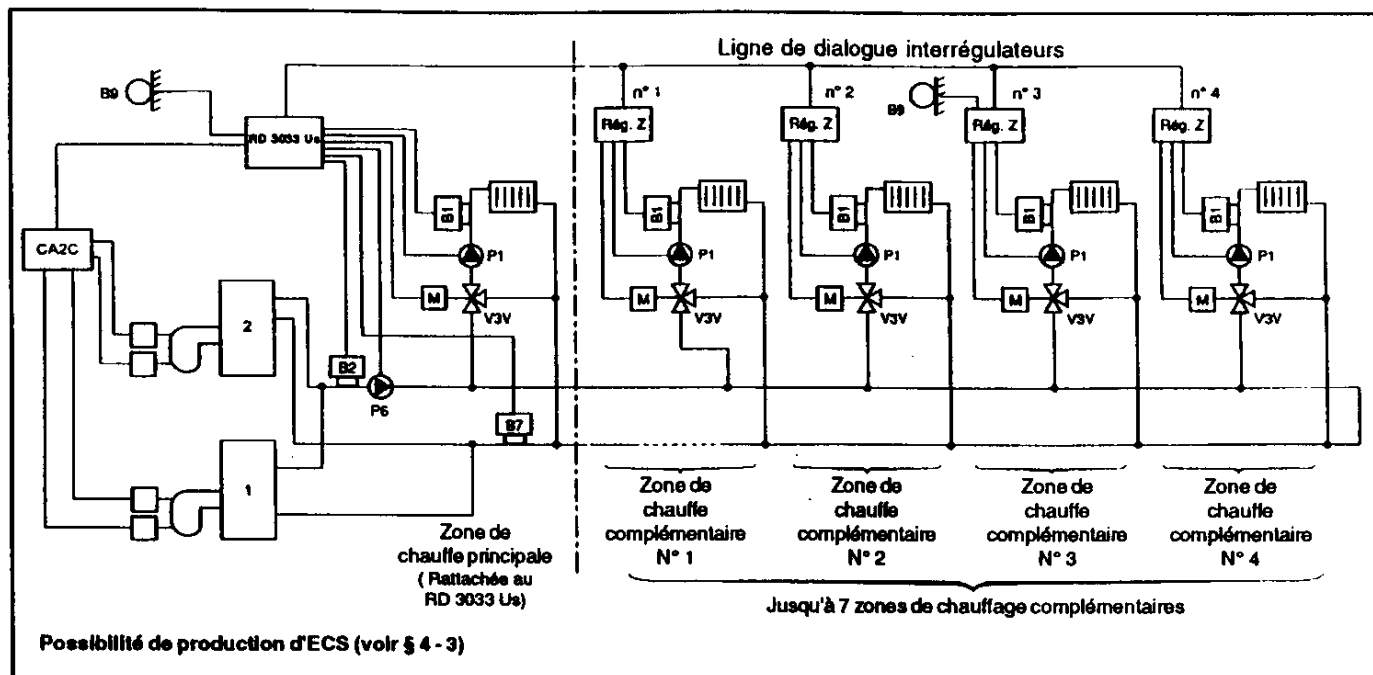 Ligne de dialogue interrégulateurs
B9
RD 3033 Us
n° 1
n° 2
B9
n° 3
n° 4
Rég. Z
Rég. Z
Rég. Z
Rég. Z
B1
B1
B1
B1
B1
CA2C
P1
P1
P1
P1
P1
M
M
M
M
M
V3V
V3V
V3V
V3V
V3V
2
B2
P6
B7
1
Zone de
chauffe principale
( Rattachée au
RD 3033 Us)
Zone de
chauffe
complémentaire
N° 1
Zone de
chauffe
complémentaire
N° 2
Zone de
chauffe
complémentaire
N° 3
Zone de
chauffe
complémentaire
N° 4
Jusqu'à 7 zones de chauffage complémentaires
Possibilité de production d'ECS (voir § 4 - 3)